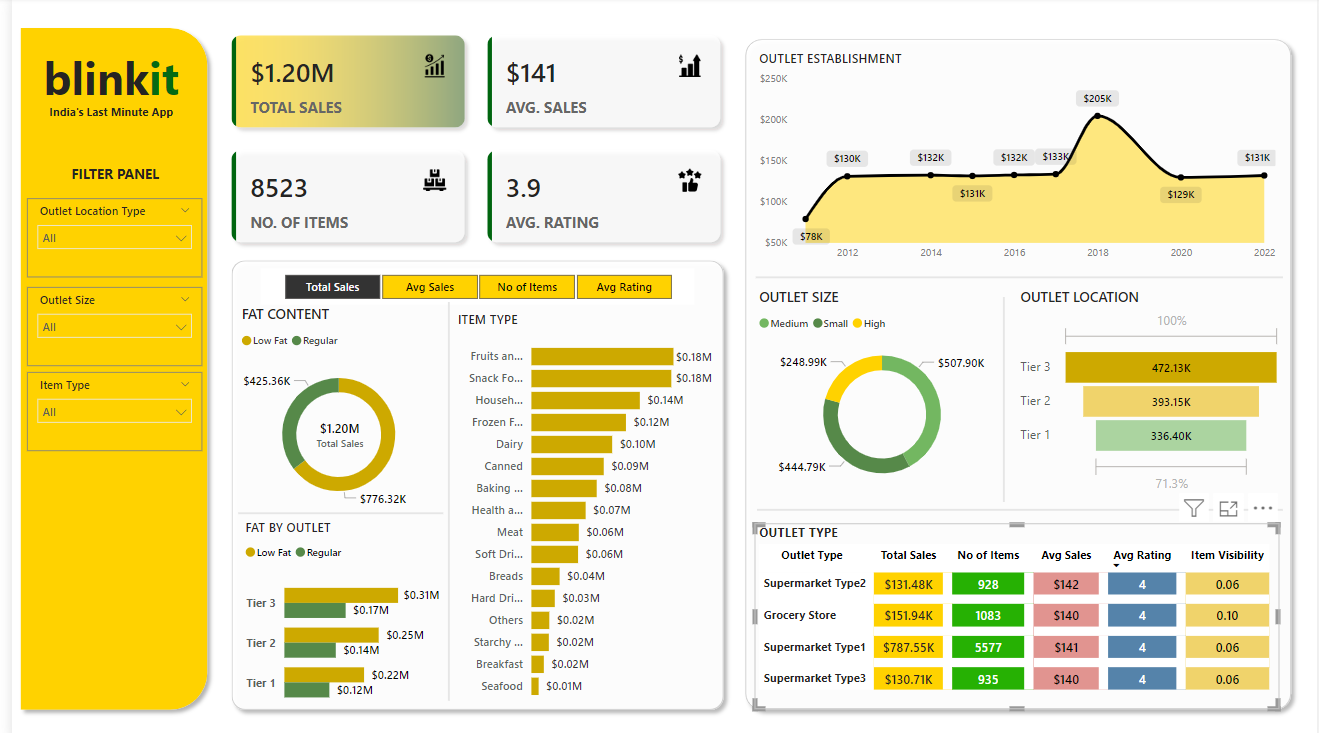 blinkit
India's Last Minute App
FILTER PANEL
Outlet Location Type
All
Outlet Size
All
Item Type
All
$1.20M
TOTAL SALES
$141
AVG. SALES
8523
NO. OF ITEMS
3.9
AVG. RATING
Total Sales Avg Sales No of Items Avg Rating
FAT CONTENT
Low Fat Regular
$425.36K
$1.20M
Total Sales
$776.32K
FAT BY OUTLET
Low Fat Regular
Tier 3 $0.31M
$0.17M
Tier 2 $0.25M
$0.14M
Tier 1 $0.22M
$0.12M
ITEM TYPE
Fruits an... $0.18M
Snack Fo... $0.18M
Househ... $0.14M
Frozen F... $0.12M
Dairy $0.10M
Canned $0.09M
Baking ... $0.08M
Health a... $0.07M
Meat $0.06M
Soft Dri... $0.06M
Breads $0.04M
Hard Dri... $0.03M
Others $0.02M
Starchy ... $0.02M
Breakfast $0.02M
Seafood $0.01M
OUTLET ESTABLISHMENT
$250K
$200K
$150K
$100K
$50K
$78K
$130K
$132K
$131K
$132K
$133K
$205K
$129K
$131K
2012 2014 2016 2018 2020 2022
OUTLET SIZE
Medium Small High
$248.99K
$507.90K
$444.79K
OUTLET LOCATION
100%
Tier 3 472.13K
Tier 2 393.15K
Tier 1 336.40K
71.3%
OUTLET TYPE
Outlet Type Total Sales No of Items Avg Sales Avg Rating Item Visibility
Supermarket Type2 $131.48K 928 $142 4 0.06
Grocery Store $151.94K 1083 $140 4 0.10
Supermarket Type1 $787.55K 5577 $141 4 0.06
Supermarket Type3 $130.71K 935 $140 4 0.06